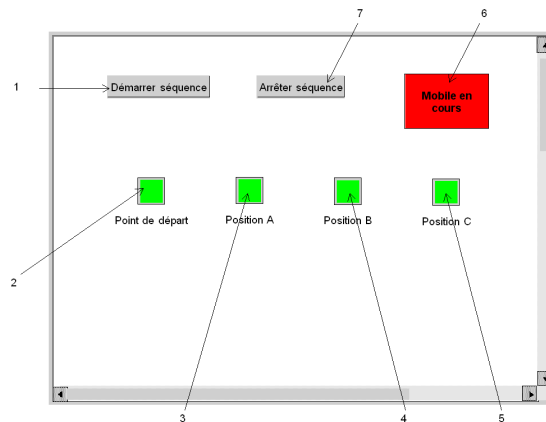 7
6
1
Démarrer séquence
Arrêter séquence
Mobile en
cours
Point de départ
Position A
Position B
Position C
2
3
4
5